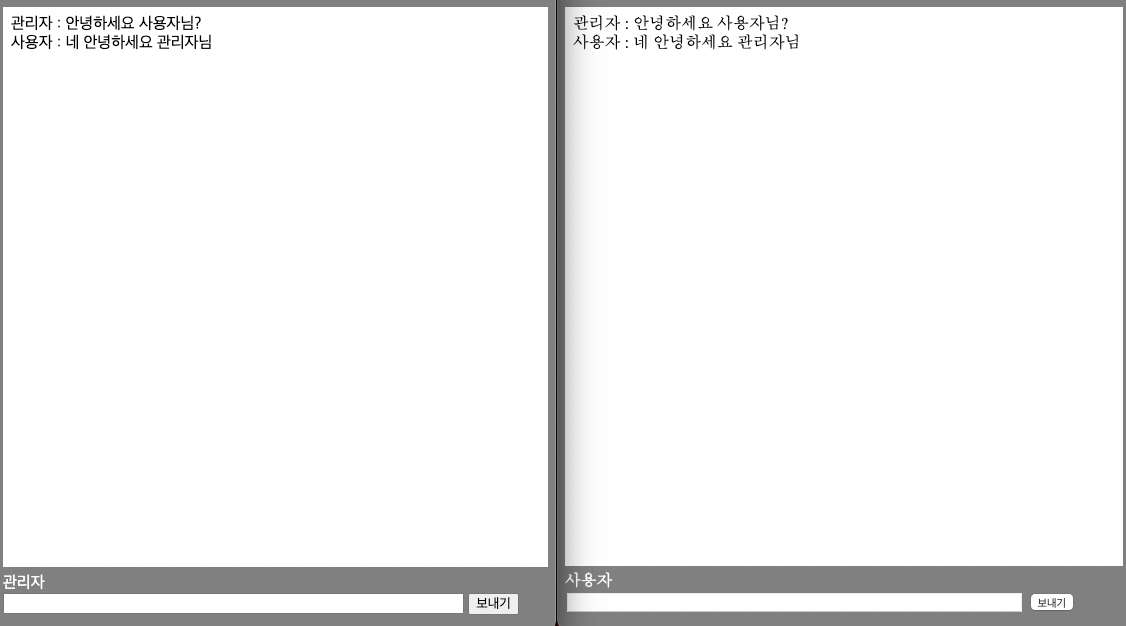 관리자 : 안녕하세요 사용자님?
사용자 : 네 안녕하세요 관리자님
관리자
보내기
관리자 : 안녕하세요 사용자님?
사용자 : 네 안녕하세요 관리자님
사용자
보내기